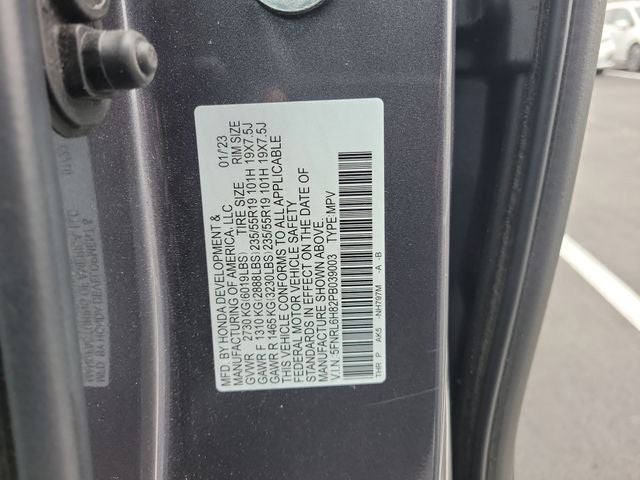 MFD. BY HONDA DEVELOPMENT & 01/23
MANUFACTURING OF AMERICA, LLC
TIRE SIZE RIM SIZE
GVWR 2730 KG(6019LBS)
GAWR F 1310 KG(2888LBS)235/55R19 101H 19X7.5J
GAWR R 1465 KG(3230LBS)235/55R19 101H 19X7.5J
THIS VEHICLE CONFORMS TO ALL APPLICABLE
FEDERAL MOTOR VEHICLE SAFETY
STANDARDS IN EFFECT ON THE DATE OF
MANUFACTURE SHOWN ABOVE.
V.I.N.: 5FNRL6H82PB039003 TYPE:MPV
THR P AK5 -NH797M -A -B